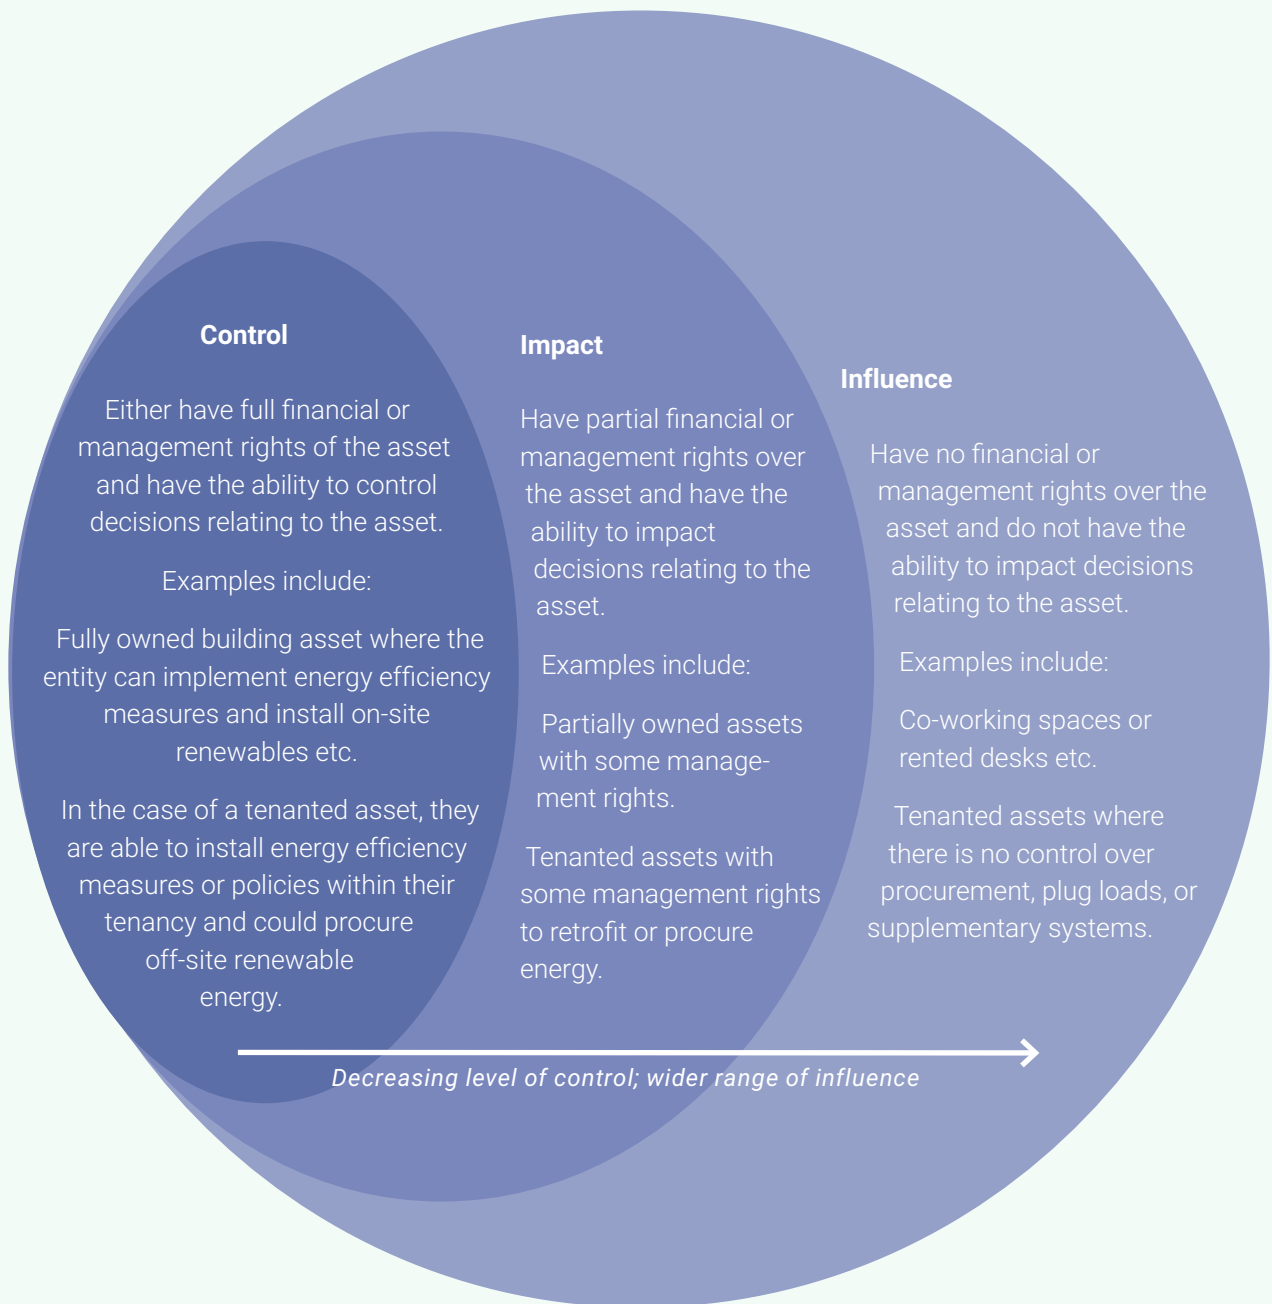 Control
Either have full financial or
management rights of the asset
and have the ability to control
decisions relating to the asset.
Examples include:
Fully owned building asset where the
entity can implement energy efficiency
measures and install on-site
renewables etc.
In the case of a tenanted asset, they
are able to install energy efficiency
measures or policies within their
tenancy and could procure
off-site renewable
energy.
Impact
Have partial financial or
management rights over
the asset and have the
ability to impact
decisions relating to the
asset.
Examples include:
Partially owned assets
with some manage-
ment rights.
Tenanted assets with
some management rights
to retrofit or procure
energy.
Influence
Have no financial or
management rights over the
asset and do not have the
ability to impact decisions
relating to the asset.
Examples include:
Co-working spaces or
rented desks etc.
Tenanted assets where
there is no control over
procurement, plug loads, or
supplementary systems.
Decreasing level of control; wider range of influence